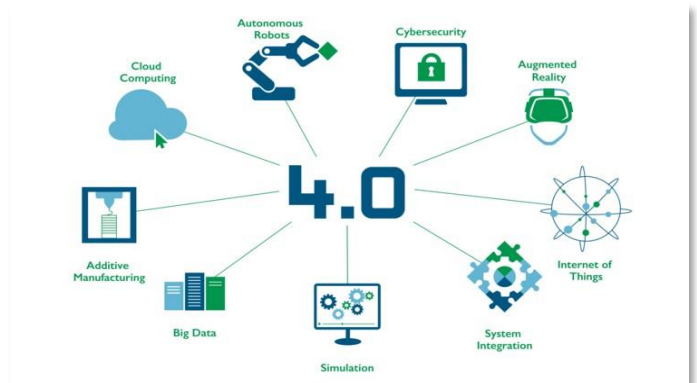 Autonomous
Robots
Cybersecurity
Cloud
Computing
Augmented
Reality
4.0
Additive
Manufacturing
Internet of
Things
Big Data
System
Integration
Simulation